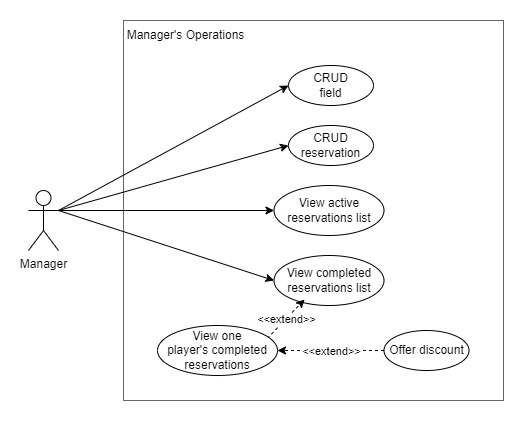 Manager's Operations
CRUD
field
CRUD
reservation
View active
reservations list
Manager
View completed
reservations list
<<extend>>
View one
player's completed
reservations
<<extend>>
Offer discount